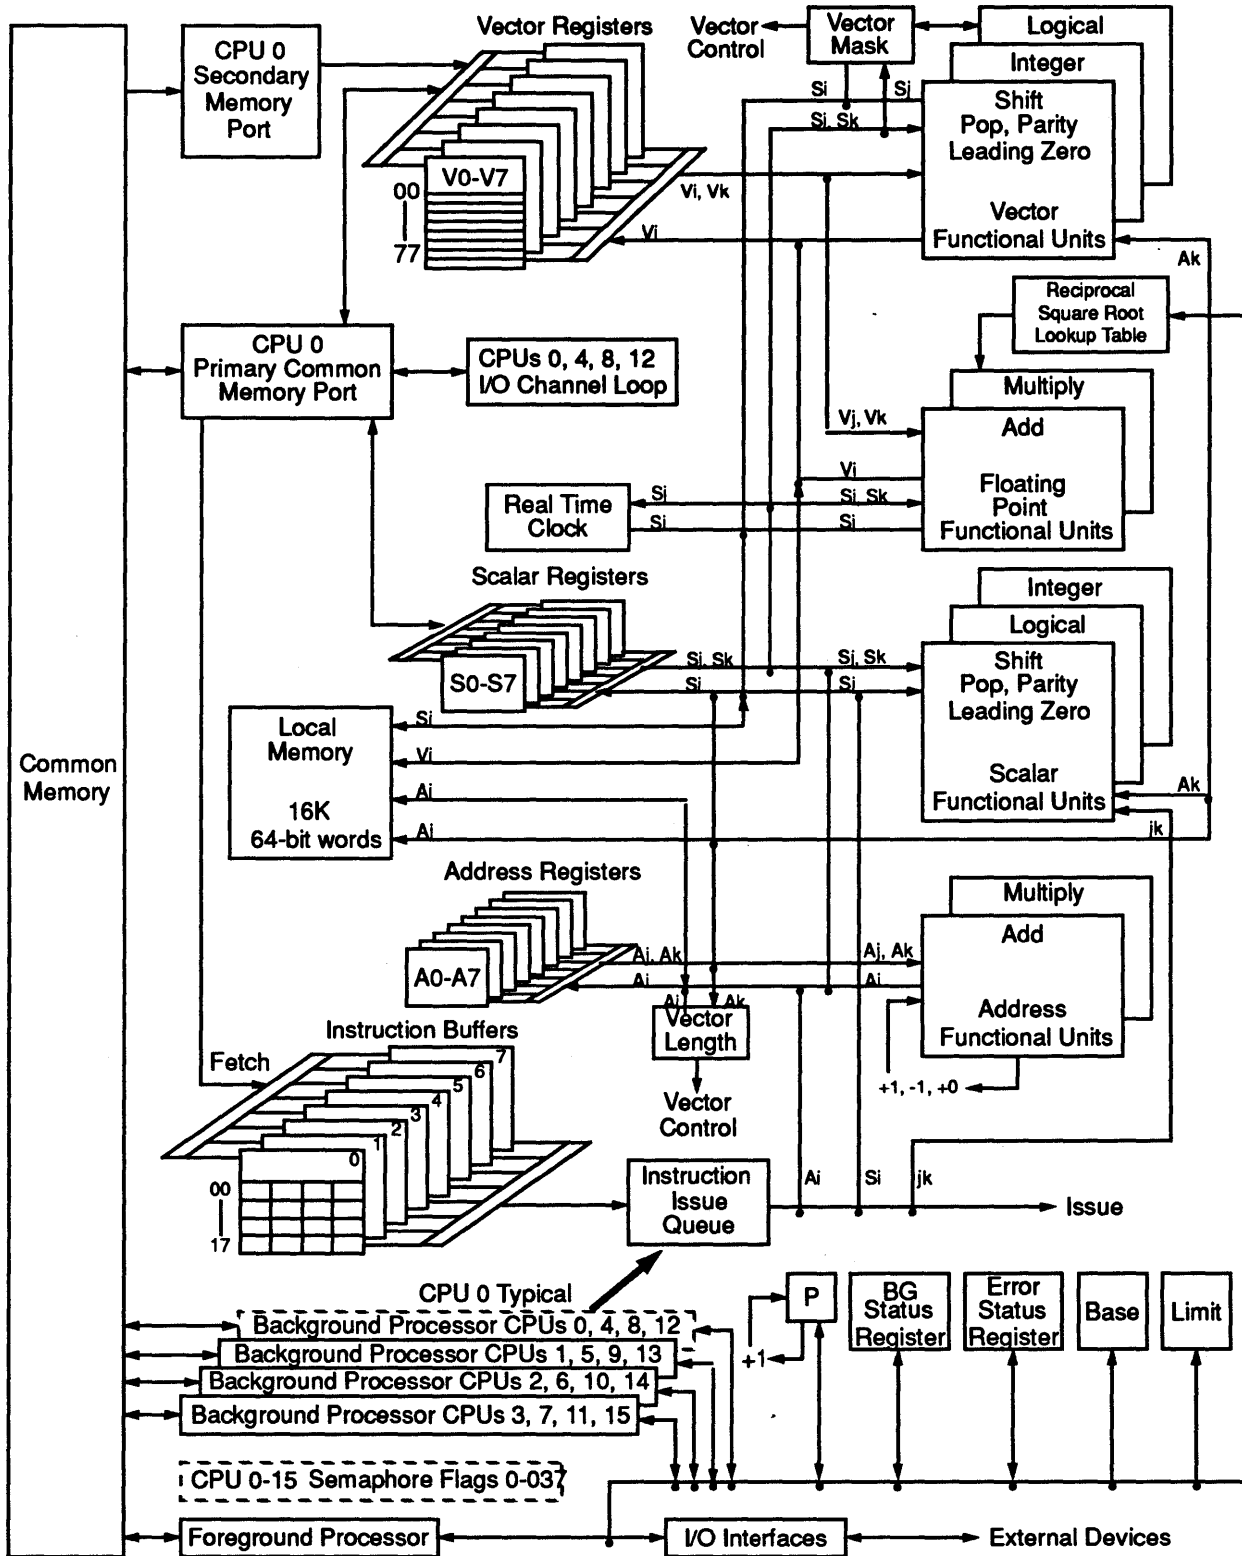 Vector Registers
Vector
Control
Vector
Mask
Logical
Integer
Shift
Pop, Parity
Leading Zero
Vector
Functional Units
CPU 0
Secondary
Memory
Port
Si
Sj
Sj, Sk
V0-V7
00
77
Vj, Vk
Vi
Ak
Reciprocal
Square Root
Lookup Table
CPU 0
Primary Common
Memory Port
CPUs 0, 4, 8, 12
I/O Channel Loop
Multiply
Add
Floating
Point
Functional Units
Vj, Vk
Vi
Real Time
Clock
Si
Sj, Sk
Si
Si
Scalar Registers
S0-S7
Sj, Sk
Sj, Sk
Si
Si
Integer
Logical
Shift
Pop, Parity
Leading Zero
Scalar
Functional Units
Ak
jk
Common
Memory
Local
Memory
16K
64-bit words
Si
Vi
Ai
Ai
Address Registers
A0-A7
Aj, Ak
Aj, Ak
Ai
Ai
Multiply
Add
Address
Functional Units
+1, -1, +0
Ai
Ak
Vector
Length
Vector
Control
Instruction Buffers
Fetch
7
6
5
4
3
2
1
0
00
17
Instruction
Issue
Queue
Ai
Si
jk
Issue
CPU 0 Typical
Background Processor CPUs 0, 4, 8, 12
Background Processor CPUs 1, 5, 9, 13
Background Processor CPUs 2, 6, 10, 14
Background Processor CPUs 3, 7, 11, 15
P
+1
BG
Status
Register
Error
Status
Register
Base
Limit
CPU 0-15 Semaphore Flags 0-037
Foreground Processor
I/O Interfaces
External Devices